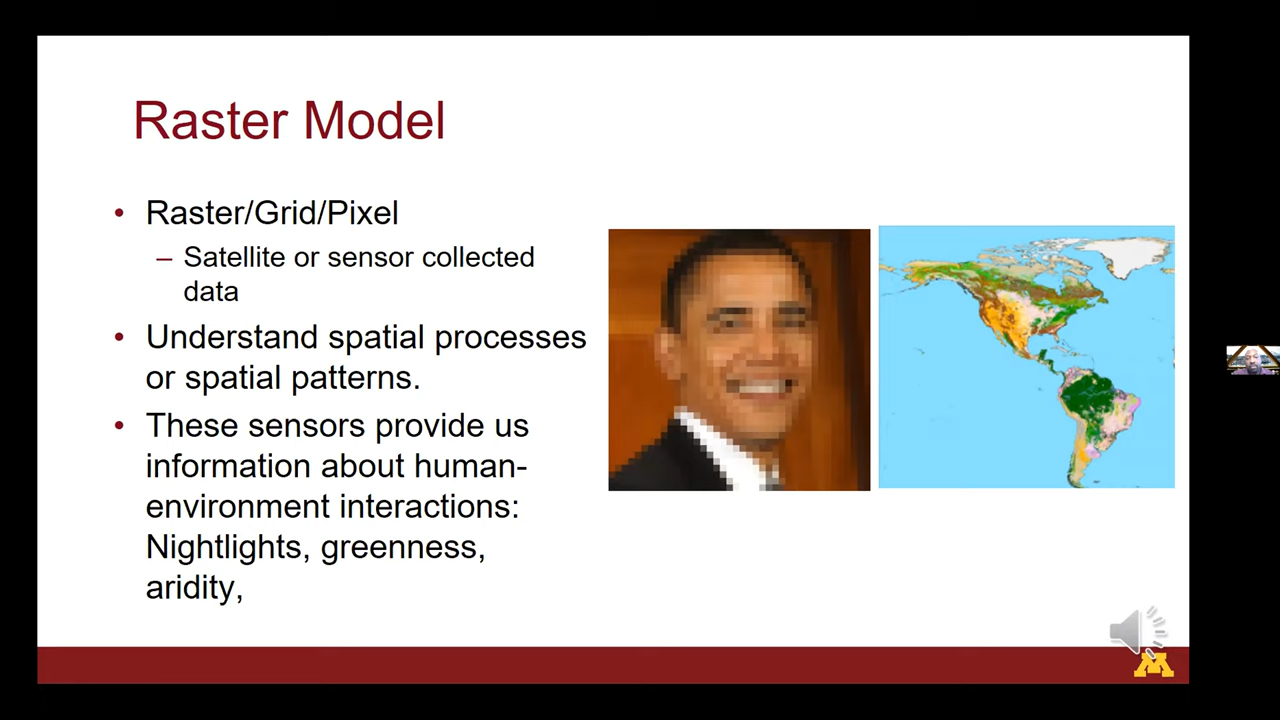 Raster Model
• Raster/Grid/Pixel
– Satellite or sensor collected
data
• Understand spatial processes
or spatial patterns.
• These sensors provide us
information about human-
environment interactions:
Nightlights, greenness,
aridity,
M